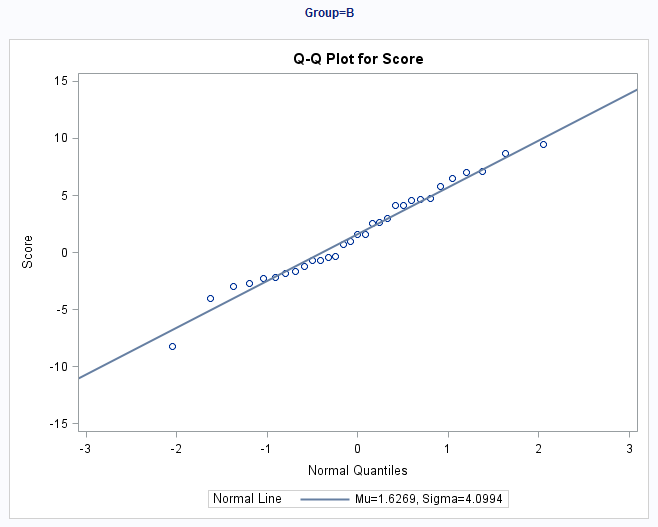 Group=B
Q-Q Plot for Score
15
10
5
0
-5
-10
-15
Score
-3
-2
-1
0
1
2
3
Normal Quantiles
Normal Line Mu=1.6269, Sigma=4.0994